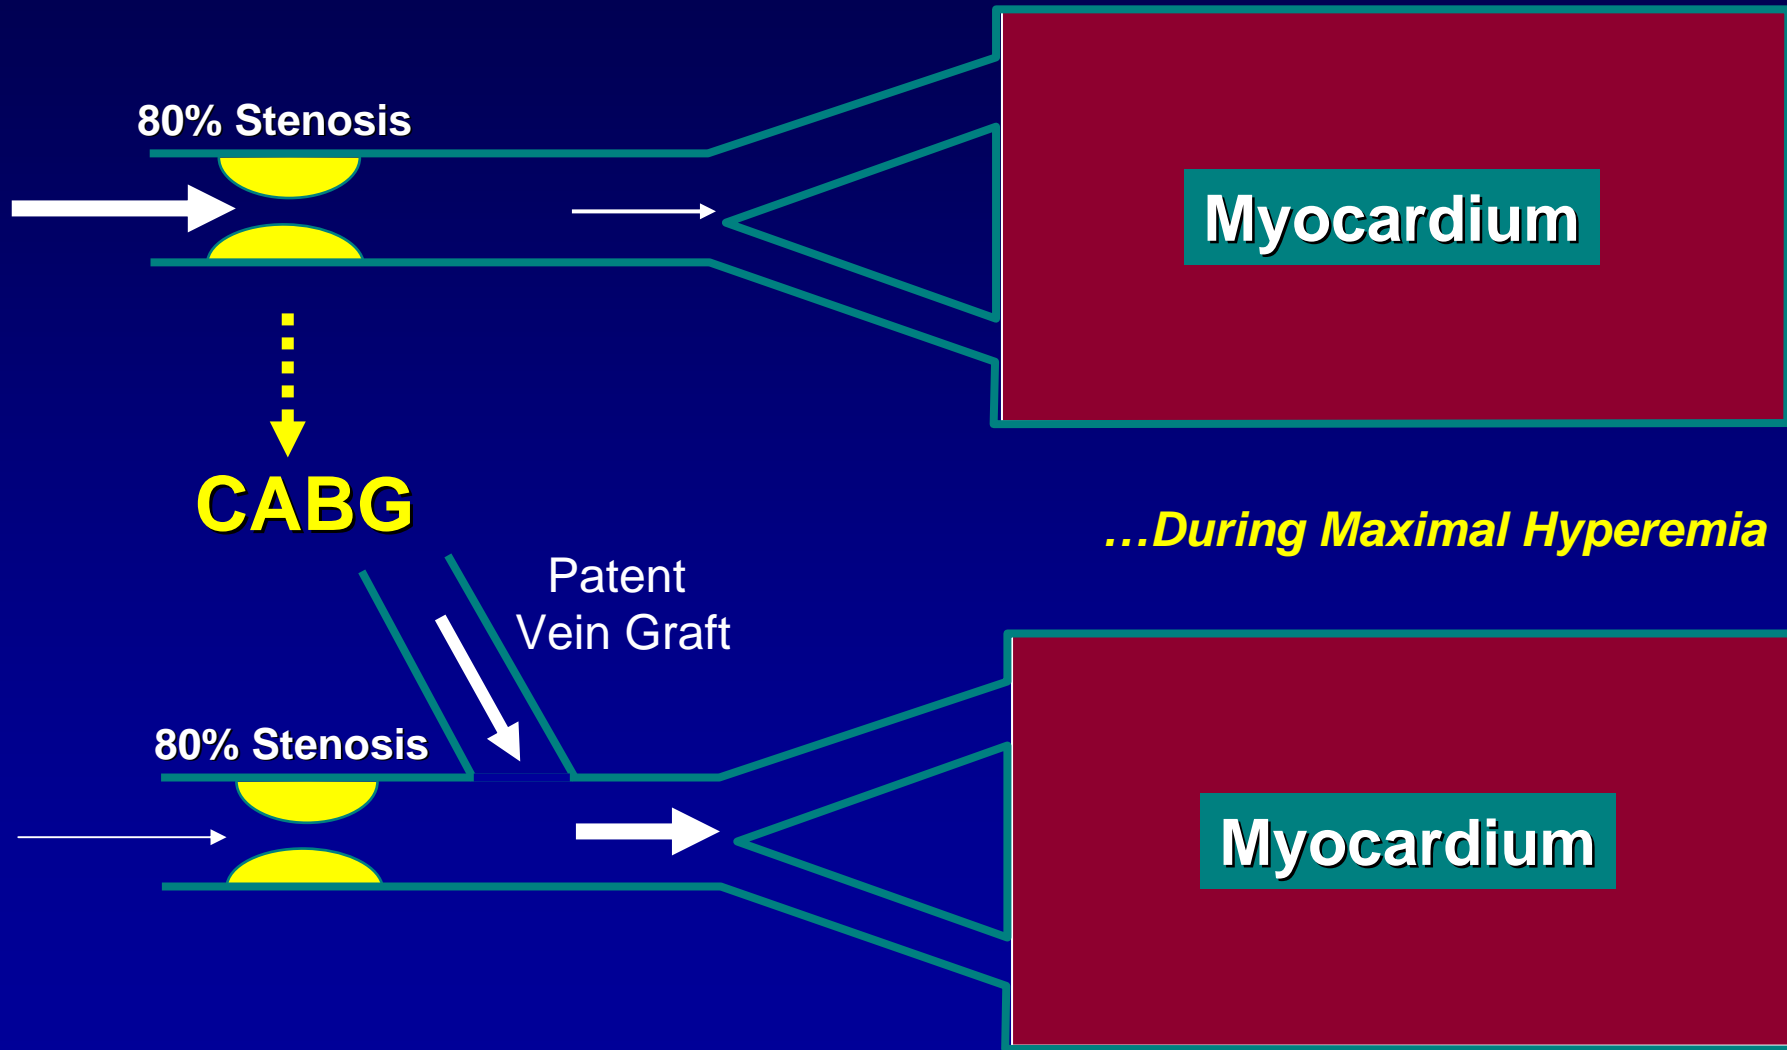 80% Stenosis
Myocardium
CABG
…During Maximal Hyperemia
Patent
Vein Graft
80% Stenosis
Myocardium